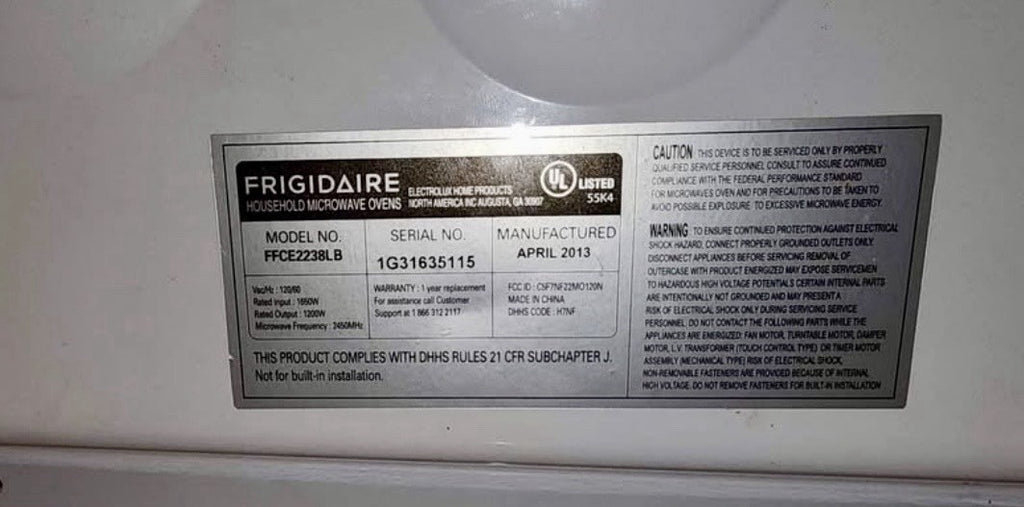 FRIGIDAIRE
HOUSEHOLD MICROWAVE OVENS
ELECTROLUX HOME PRODUCTS
NORTH AMERICA INC AUGUSTA, GA 30907
UL LISTED
55K4
MODEL NO.
FFCE2238LB
SERIAL NO.
1G31635115
MANUFACTURED
APRIL 2013
Vac/Hz : 120/60
Rated Input : 1650W
Rated Output : 1200W
Microwave Frequency : 2450MHz
WARRANTY : 1 year replacement
For assistance call Customer
Support at 1 866 312 2117
FCC ID :
MADE IN CHINA
DHHS CODE : H7NF
THIS PRODUCT COMPLIES WITH DHHS RULES 21 CFR SUBCHAPTER J.
Not for built-in installation.
CAUTION THIS DEVICE IS TO BE SERVICED ONLY BY PROPERLY
QUALIFIED SERVICE PERSONNEL CONSULT TO ASSURE CONTINUED
COMPLIANCE WITH THE FEDERAL PERFORMANCE STANDARD
FOR MICROWAVES OVEN AND FOR PRECAUTIONS TO BE TAKEN TO
AVOID POSSIBLE EXPLOSURE TO EXCESSIVE MICROWAVE ENERGY.
WARNING: TO ENSURE CONTINUED PROTECTION AGAINST ELECTRICAL
SHOCK HAZARD, CONNECT PROPERLY GROUNDED OUTLETS ONLY.
DISCONNECT APPLIANCES BEFORE SERVICING REMOVAL OF
OUTERCASE WITH PRODUCT ENERGIZED MAY EXPOSE SERVICEMEN
TO HAZARDOUS HIGH VOLTAGE POTENTIALS CERTAIN INTERNAL PARTS
ARE INTENTIONALLY NOT GROUNDED AND MAY PRESENT A
RISK OF ELECTRICAL SHOCK ONLY DURING SERVICING SERVICE
PERSONNEL. DO NOT CONTACT THE FOLLOWING PARTS WHILE THE
APPLIANCES ARE ENERGIZED: FAN MOTOR, TURNTABLE MOTOR, DAMPER
MOTOR, L.V. TRANSFORMER (TOUCH CONTROL TYPE) OR TIMER MOTOR
ASSEMBLY (MECHANICAL TYPE) RISK OF ELECTRICAL SHOCK,
NON-REMOVABLE FASTENERS ARE PROVIDED BECAUSE OF INTERNAL
HIGH VOLTAGE. DO NOT REMOVE FASTENERS FOR BUILT-IN INSTALLATION